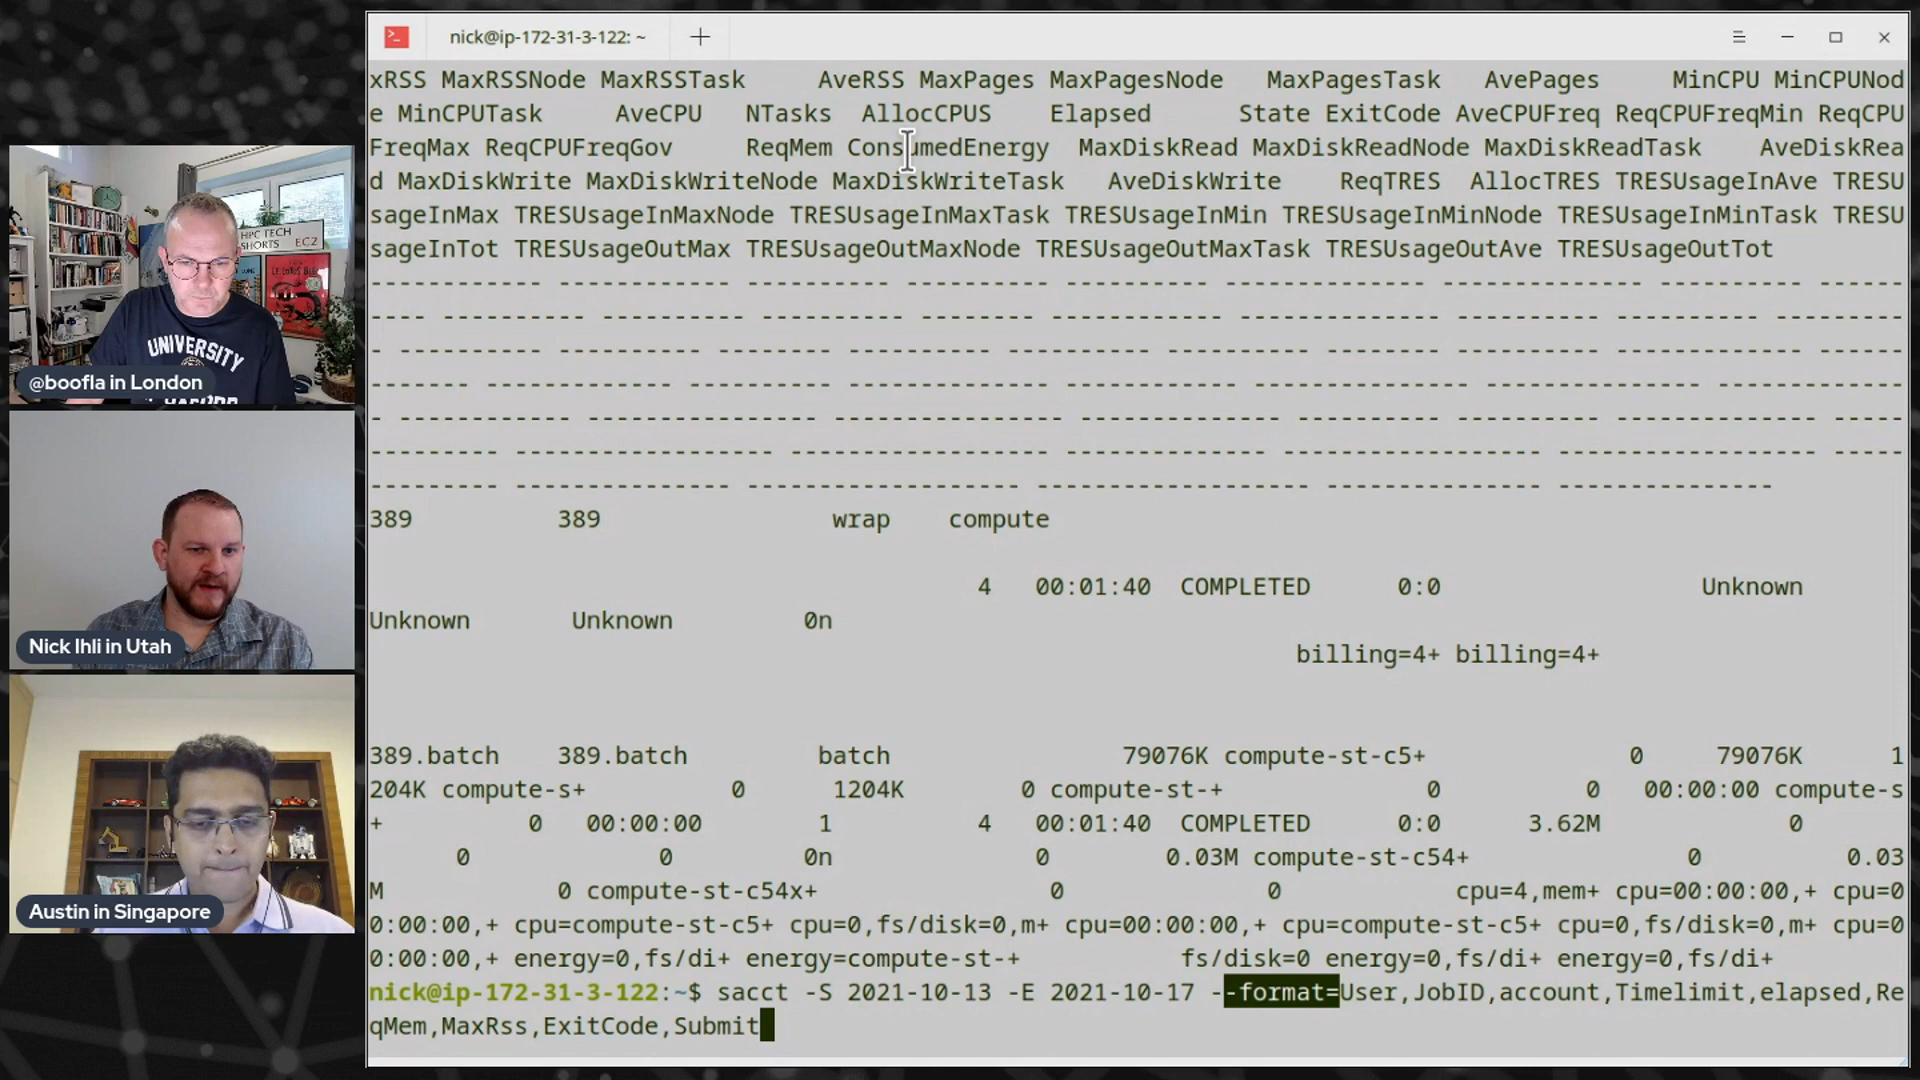 nick@ip-172-31-3-122: ~
xRSS MaxRSSNode MaxRSSTask AveRSS MaxPages MaxPagesNode MaxPagesTask AvePages MinCPU MinCPUNod
e MinCPUTask AveCPU NTasks AllocCPUS Elapsed State ExitCode AveCPUFreq ReqCPUFreqMin ReqCPU
FreqMax ReqCPUFreqGov ReqMem ConsumedEnergy MaxDiskRead MaxDiskReadNode MaxDiskReadTask AveDiskRea
d MaxDiskWrite MaxDiskWriteNode MaxDiskWriteTask AveDiskWrite ReqTRES AllocTRES TRESUsageInAve TRESU
sageInMax TRESUsageInMaxNode TRESUsageInMaxTask TRESUsageInMin TRESUsageInMinNode TRESUsageInMinTask TRESU
sageInTot TRESUsageOutMax TRESUsageOutMaxNode TRESUsageOutMaxTask TRESUsageOutAve TRESUsageOutTot
389 389 wrap compute
4 00:01:40 COMPLETED 0:0 Unknown
Unknown Unknown 0n
billing=4+ billing=4+
389.batch 389.batch batch 79076K compute-st-c5+ 0 79076K 1
204K compute-s+ 0 1204K 0 compute-st-+ 0 0 00:00:00 compute-s
+ 0 00:00:00 1 4 00:01:40 COMPLETED 0:0 3.62M 0
0 0 0n 0 0.03M compute-st-c54+ 0 0.03
M 0 compute-st-c54x+ 0 0 cpu=4,mem+ cpu=00:00:00,+ cpu=0
0:00:00,+ cpu=compute-st-c5+ cpu=0,fs/disk=0,m+ cpu=00:00:00,+ cpu=compute-st-c5+ cpu=0,fs/disk=0,m+ cpu=0
0:00:00,+ energy=0,fs/di+ energy=compute-st-+ fs/disk=0 energy=0,fs/di+ energy=0,fs/di+
nick@ip-172-31-3-122:~$ sacct -S 2021-10-13 -E 2021-10-17 --format=User,JobID,account,Timelimit,elapsed,Re
qMem,MaxRss,ExitCode,Submit
HPC TECH
SHORTS EC2
UNIVERSITY
@boofla in London
Nick Ihli in Utah
Austin in Singapore